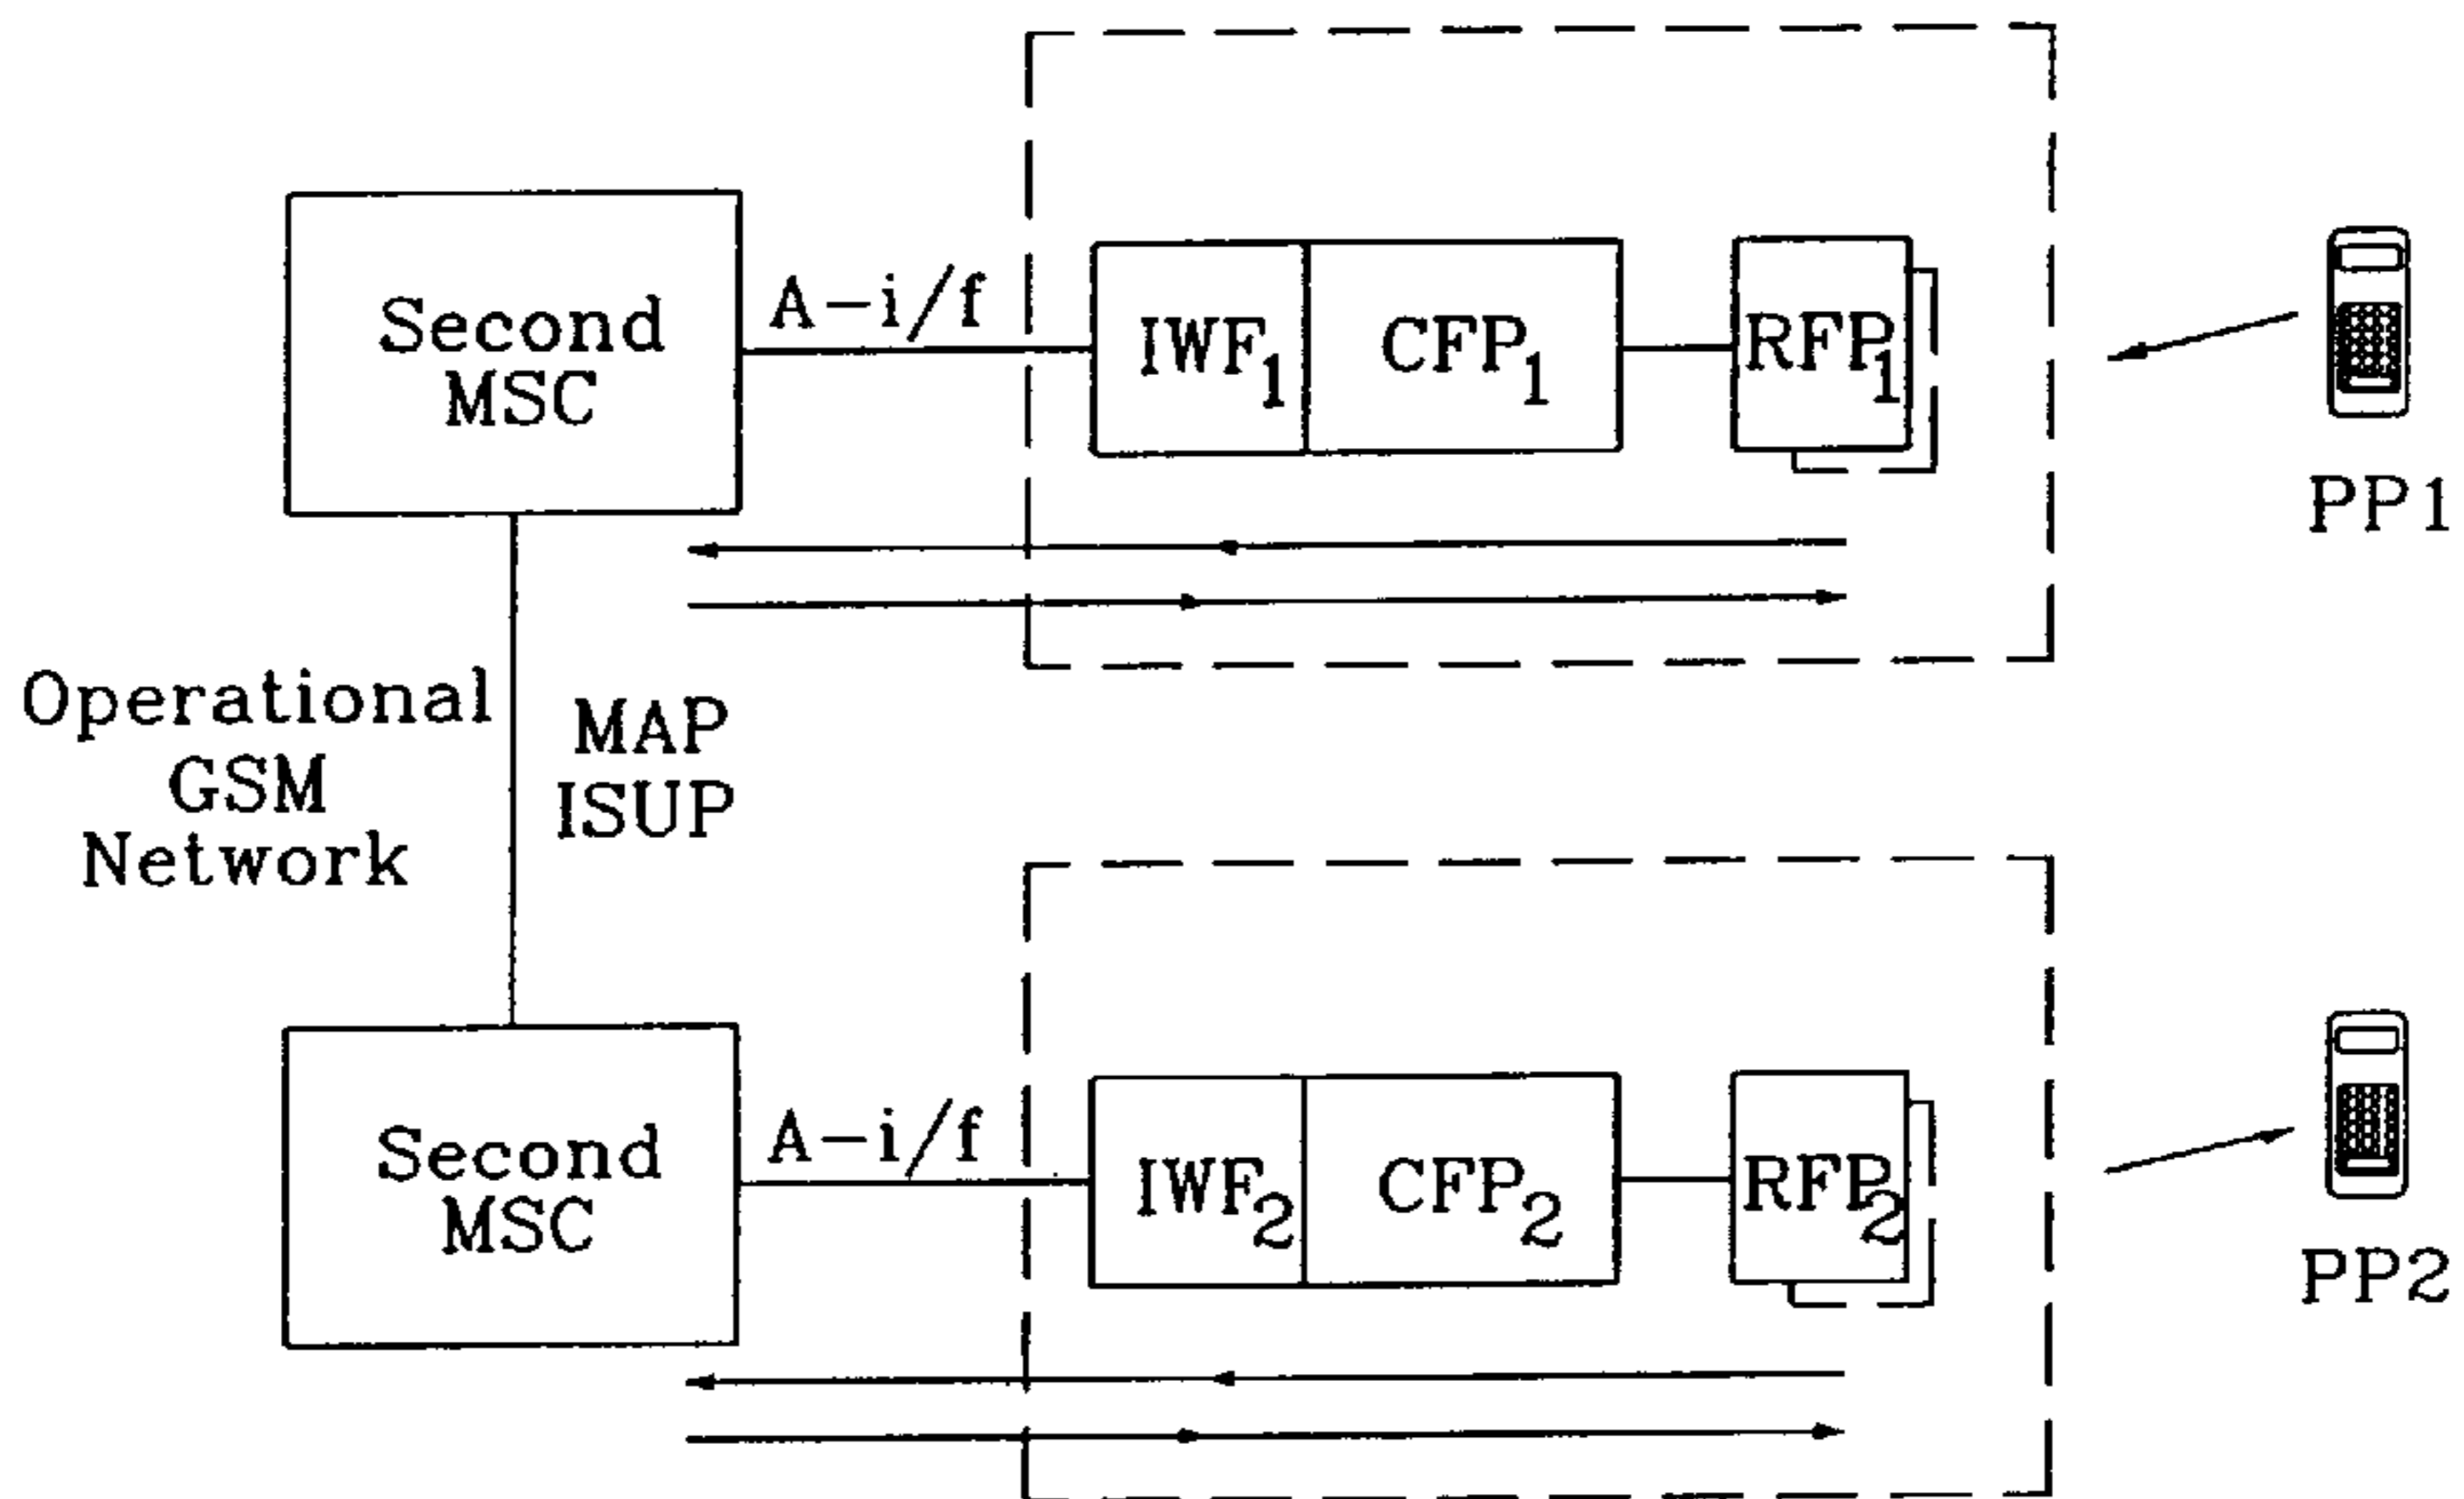 Second
MSC
A-i/f
IWF1
CFP1
RFP1
PP1
Operational
GSM
Network
MAP
ISUP
Second
MSC
A-i/f
IWF2
CFP2
RFP2
PP2